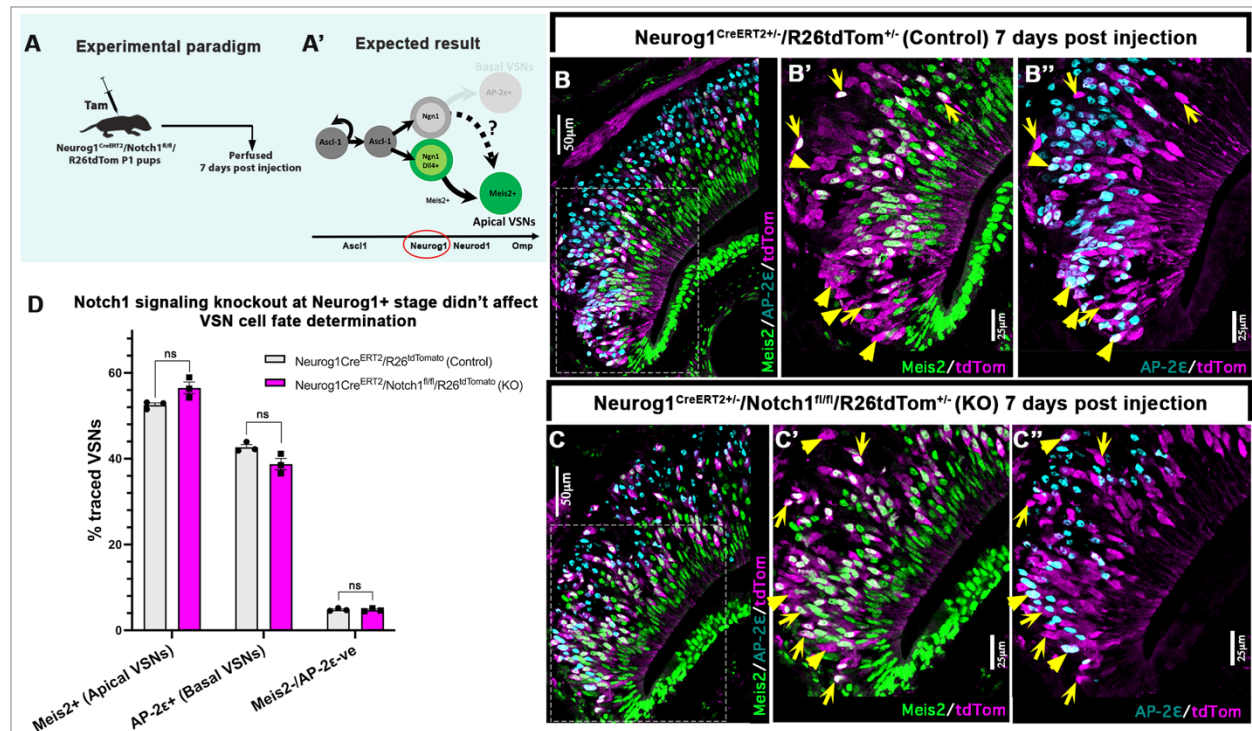 A
Experimental paradigm
Tam
Neurog1CreERT2/Notch1fl/fl/
R26tdTom P1 pups
Perfused
7 days post injection
A'
Expected result
Basal VSNs
AP-2ε+
Ngn1
?
Ascl-1
Ascl-1
Ngn1
Dll4+
Meis2+
Meis2+
Apical VSNs
Ascl1
Neurog1
Neurod1
Omp
Neurog1CreERT2+/-/R26tdTom+/- (Control) 7 days post injection
B
50µm
Meis2/AP-2ε/tdTom
B'
25µm
Meis2/tdTom
B"
25µm
AP-2ε/tdTom
Neurog1CreERT2+/-/Notch1fl/fl/R26tdTom+/- (KO) 7 days post injection
C
50µm
Meis2/AP-2ε/tdTom
C'
25µm
Meis2/tdTom
C"
25µm
AP-2ε/tdTom
D
Notch1 signaling knockout at Neurog1+ stage didn't affect
VSN cell fate determination
Neurog1CreERT2/R26tdTomato (Control)
Neurog1CreERT2/Notch1fl/fl/R26tdTomato (KO)
ns
ns
ns
% traced VSNs
60
40
20
0
Meis2+ (Apical VSNs)
AP-2ε+ (Basal VSNs)
Meis2-/AP-2ε-ve